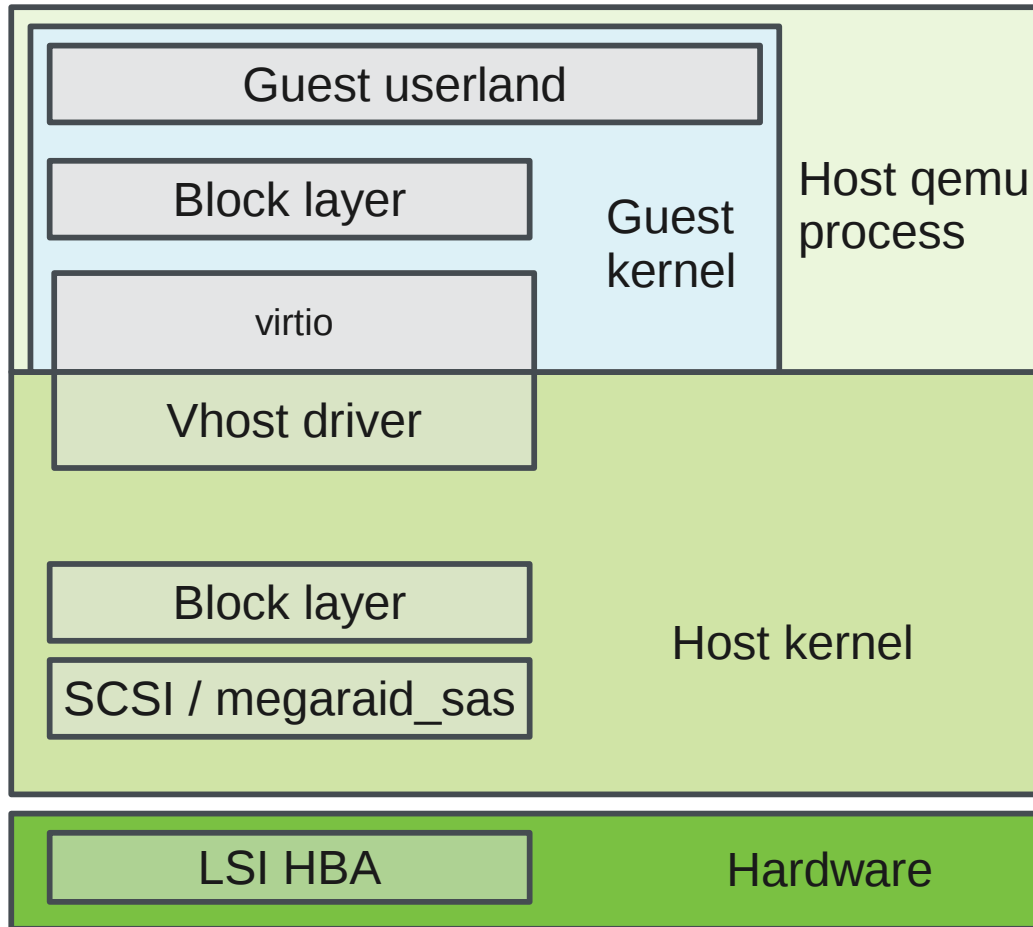 Guest userland
Block layer
Guest
kernel
Host qemu
process
virtio
Vhost driver
Block layer
Host kernel
SCSI / megaraid_sas
LSI HBA
Hardware